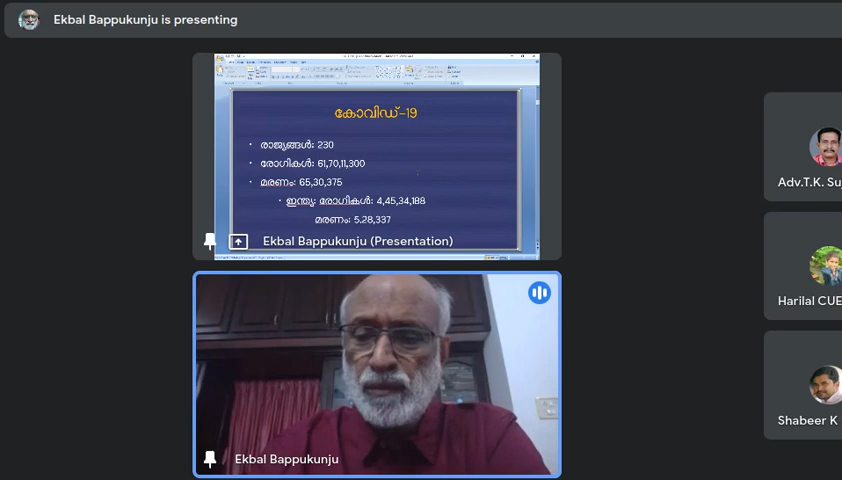 Ekbal Bappukunju is presenting
കോവിഡ്-19
• രാജ്യങ്ങൾ: 230
• രോഗികൾ: 61,70,11,300
• മരണം: 65,30,375
• ഇന്ത്യ: രോഗികൾ: 4,45,34,188
മരണം: 5,28,337
Ekbal Bappukunju (Presentation)
Ekbal Bappukunju
Adv.T.K. Su
Harilal CUE
Shabeer K